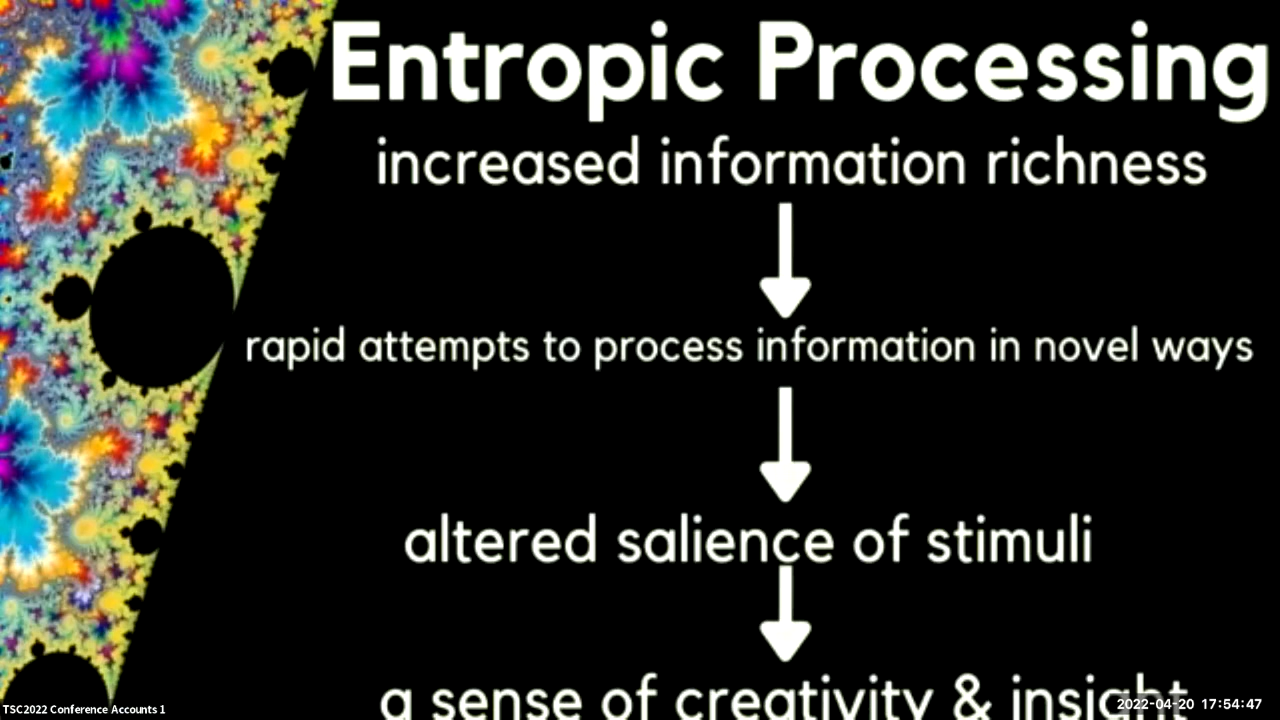 Entropic Processing
increased information richness
rapid attempts to process information in novel ways
altered salience of stimuli
a sense of creativity & insight
TSC2022 Conference Accounts 1
2022-04-20 17:54:47